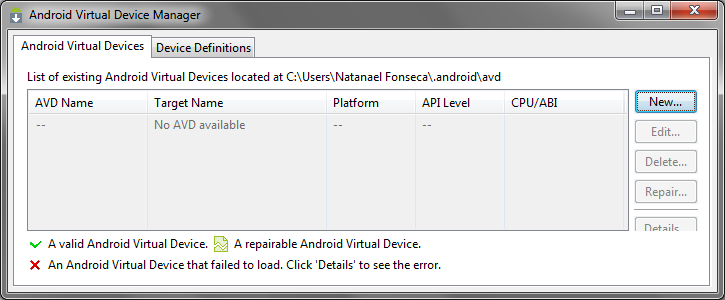 Android Virtual Device Manager
Android Virtual Devices
Device Definitions
List of existing Android Virtual Devices located at C:\Users\Natanael Fonseca\.android\avd
AVD Name Target Name Platform API Level CPU/ABI
-- No AVD available -- --
New...
Edit...
Delete...
Repair...
Details...
A valid Android Virtual Device. A repairable Android Virtual Device.
An Android Virtual Device that failed to load. Click 'Details' to see the error.